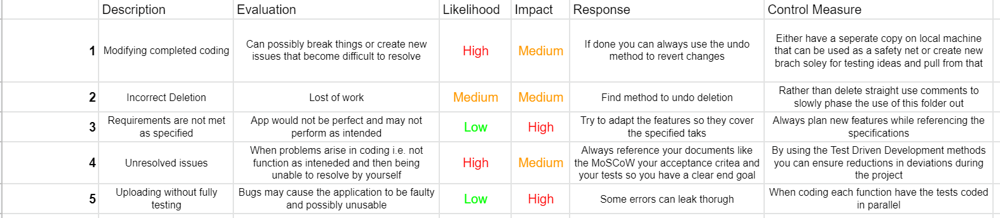 Description Evaluation Likelihood Impact Response Control Measure
1 Modifying completed coding
Can possibly break things or create new
issues that become difficult to resolve
High Medium
If done you can always use the undo
method to revert changes
Either have a seperate copy on local machine
that can be used as a safety net or create new
brach soley for testing ideas and pull from that
2 Incorrect Deletion
Lost of work
Medium Medium
Find method to undo deletion
Rather than delete straight use comments to
slowly phase the use of this folder out
3 Requirements are not met
as specified
App would not be perfect and may not
perform as intended
Low High
Try to adapt the features so they cover
the specified taks
Always plan new features while referencing the
specifications
4 Unresolved issues
When problems arise in coding i.e. not
function as inteneded and then being
unable to resolve by yourself
High Medium
Always reference your documents like
the MoSCoW your acceptance critea and
your tests so you have a clear end goal
By using the Test Driven Development methods
you can ensure reductions in deviations during
the project
5 Uploading without fully
testing
Bugs may cause the application to be faulty
and possibly unusable
Low High
Some errors can leak thorugh
When coding each function have the tests coded
in parallel